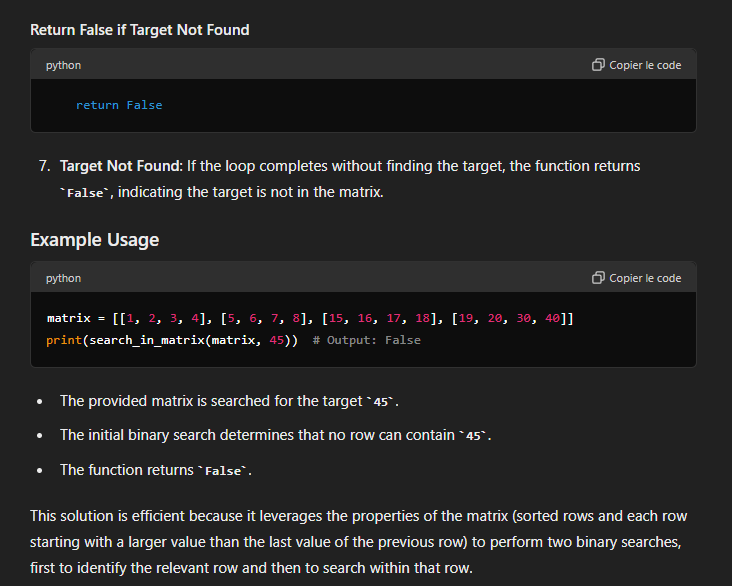 Return False if Target Not Found
python
Copier le code
return False
7. Target Not Found: If the loop completes without finding the target, the function returns
`False`, indicating the target is not in the matrix.
Example Usage
python
Copier le code
matrix = [[1, 2, 3, 4], [5, 6, 7, 8], [15, 16, 17, 18], [19, 20, 30, 40]]
print(search_in_matrix(matrix, 45))  # Output: False
• The provided matrix is searched for the target `45`.
• The initial binary search determines that no row can contain `45`.
• The function returns `False`.
This solution is efficient because it leverages the properties of the matrix (sorted rows and each row
starting with a larger value than the last value of the previous row) to perform two binary searches,
first to identify the relevant row and then to search within that row.